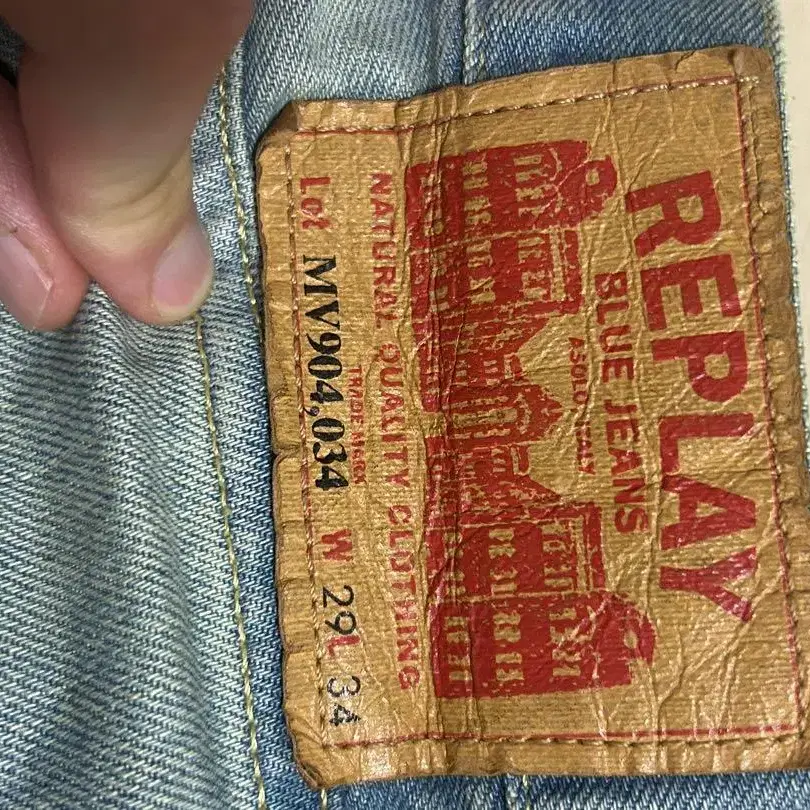 REPLAY
BLUE JEANS
ASOLO ITALY
NATURAL QUALITY CLOTHING
TRADE MARK
Lot MV904,034 W 29 L 34